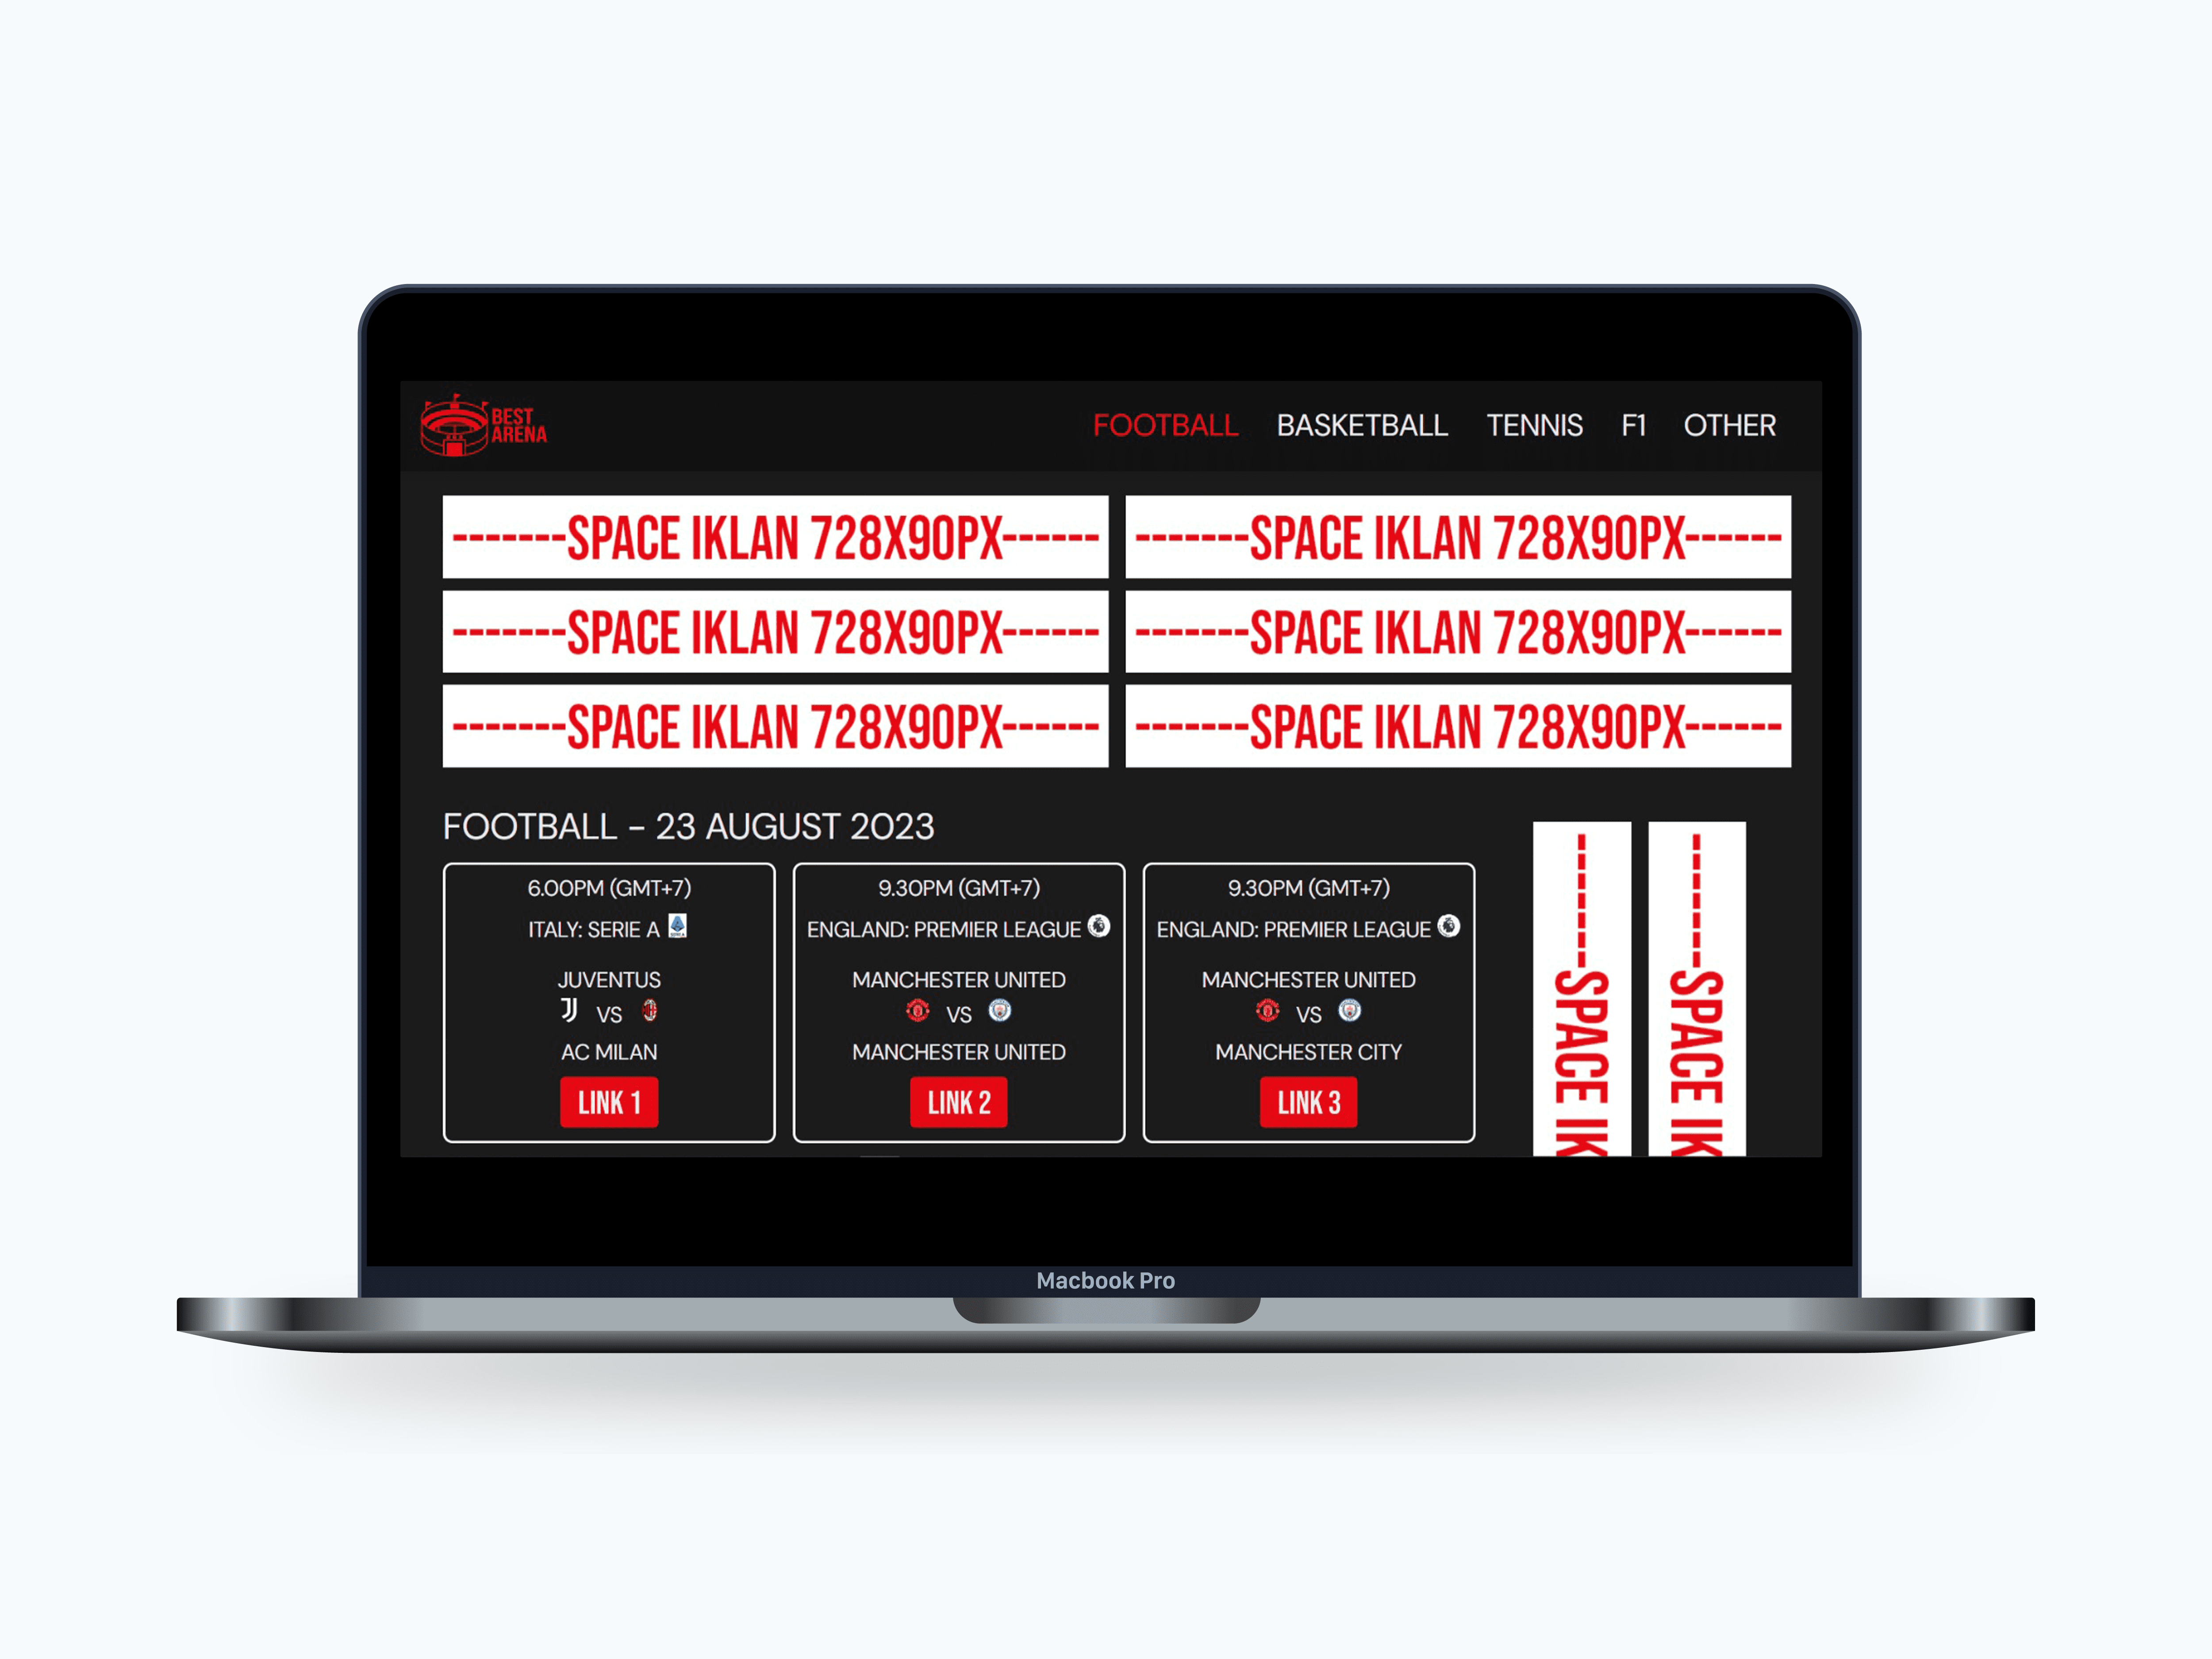 BEST
ARENA
FOOTBALL BASKETBALL TENNIS F1 OTHER
-------SPACE IKLAN 728X90PX------
-------SPACE IKLAN 728X90PX------
-------SPACE IKLAN 728X90PX------
-------SPACE IKLAN 728X90PX------
-------SPACE IKLAN 728X90PX------
-------SPACE IKLAN 728X90PX------
FOOTBALL – 23 AUGUST 2023
6.00PM (GMT+7)
ITALY: SERIE A
JUVENTUS
VS
AC MILAN
LINK 1
9.30PM (GMT+7)
ENGLAND: PREMIER LEAGUE
MANCHESTER UNITED
VS
MANCHESTER UNITED
LINK 2
9.30PM (GMT+7)
ENGLAND: PREMIER LEAGUE
MANCHESTER UNITED
VS
MANCHESTER CITY
LINK 3
-------SPACE IK
-------SPACE IK
Macbook Pro